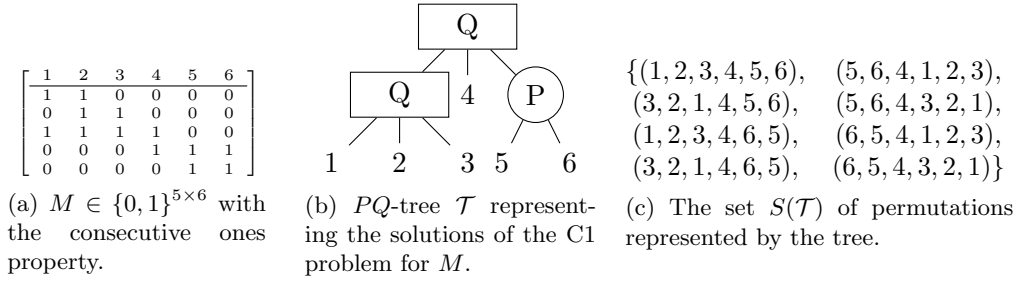 1 2 3 4 5 6
1 1 0 0 0 0
0 1 1 0 0 0
1 1 1 1 0 0
0 0 0 1 1 1
0 0 0 0 1 1
(a) M ∈ {0, 1}^{5×6} with
the consecutive ones
property.
Q
Q 4 P
1 2 3 5 6
(b) PQ-tree 𝒯 represent-
ing the solutions of the C1
problem for M.
{(1, 2, 3, 4, 5, 6), (5, 6, 4, 1, 2, 3),
(3, 2, 1, 4, 5, 6), (5, 6, 4, 3, 2, 1),
(1, 2, 3, 4, 6, 5), (6, 5, 4, 1, 2, 3),
(3, 2, 1, 4, 6, 5), (6, 5, 4, 3, 2, 1)}
(c) The set S(𝒯) of permutations
represented by the tree.